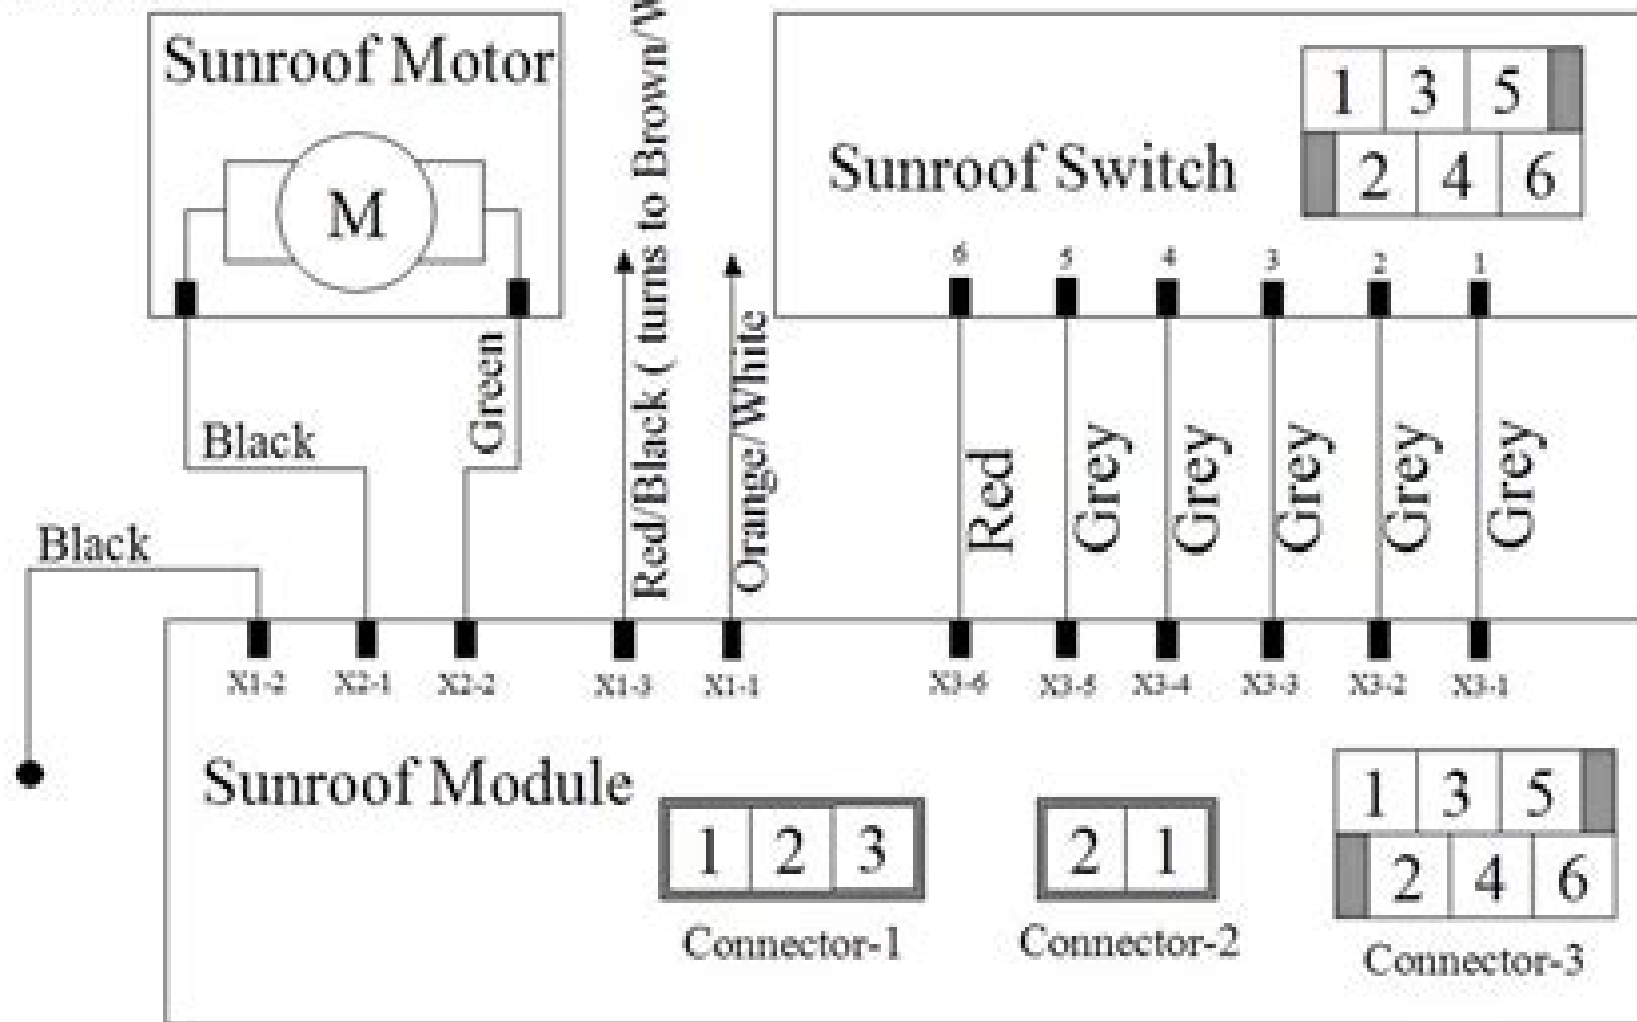 Sunroof Motor
M
Black
Green
Black
Red/Black ( turns to Brown/
Orange/White
Sunroof Switch
1 3 5
2 4 6
6 5 4 3 2 1
Red
Grey
Grey
Grey
Grey
Grey
X1-2 X2-1 X2-2 X1-3 X1-1 X3-6 X3-5 X3-4 X3-3 X3-2 X3-1
Sunroof Module
1 2 3
Connector-1
2 1
Connector-2
1 3 5
2 4 6
Connector-3